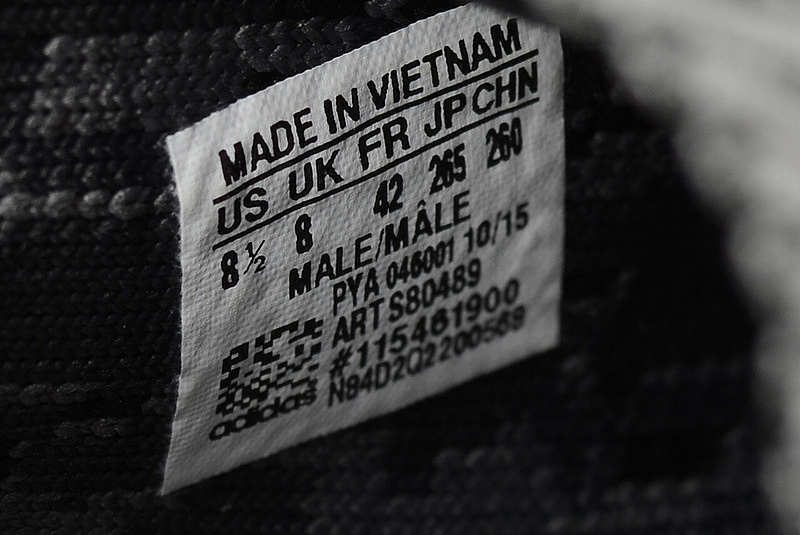 MADE IN VIETNAM
US UK FR JP CHN
8½ 8 42 265 260
MALE/MÂLE
PYA 046001 10/15
ART S80489
#115461900
N84D2Q2200569
adidas